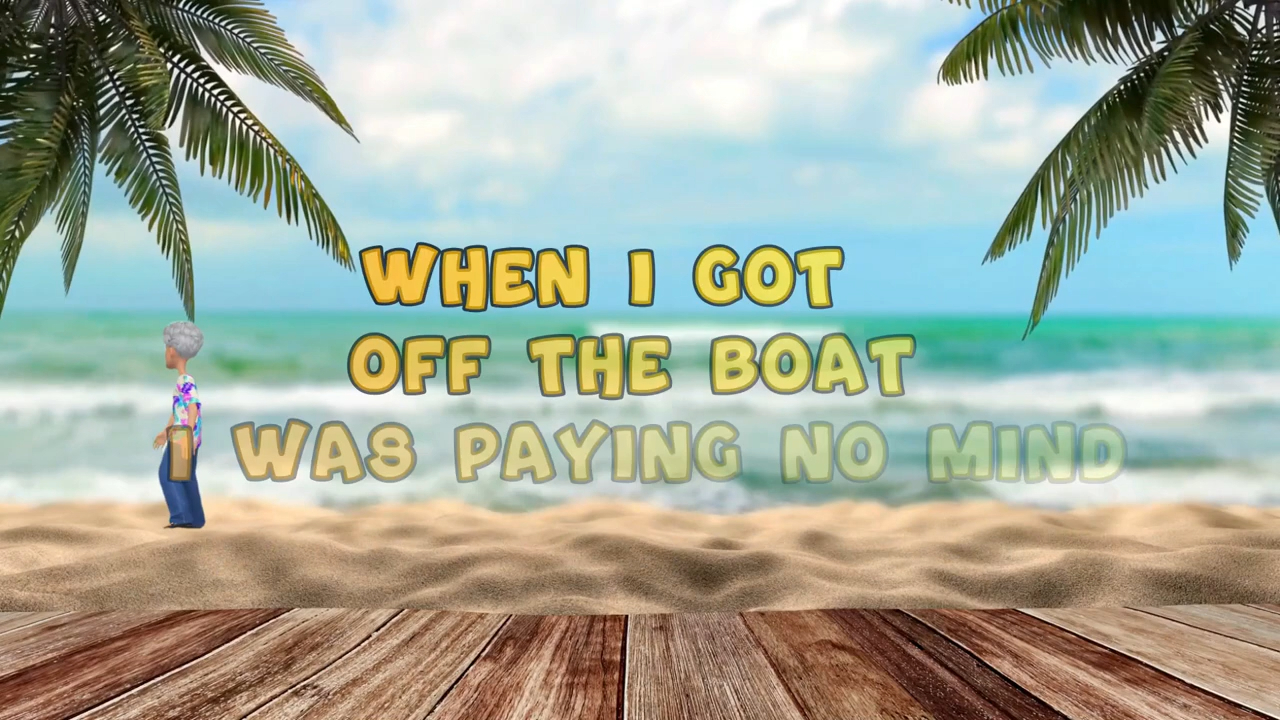 WHEN I GOT
OFF THE BOAT
I WAS PAYING NO MIND